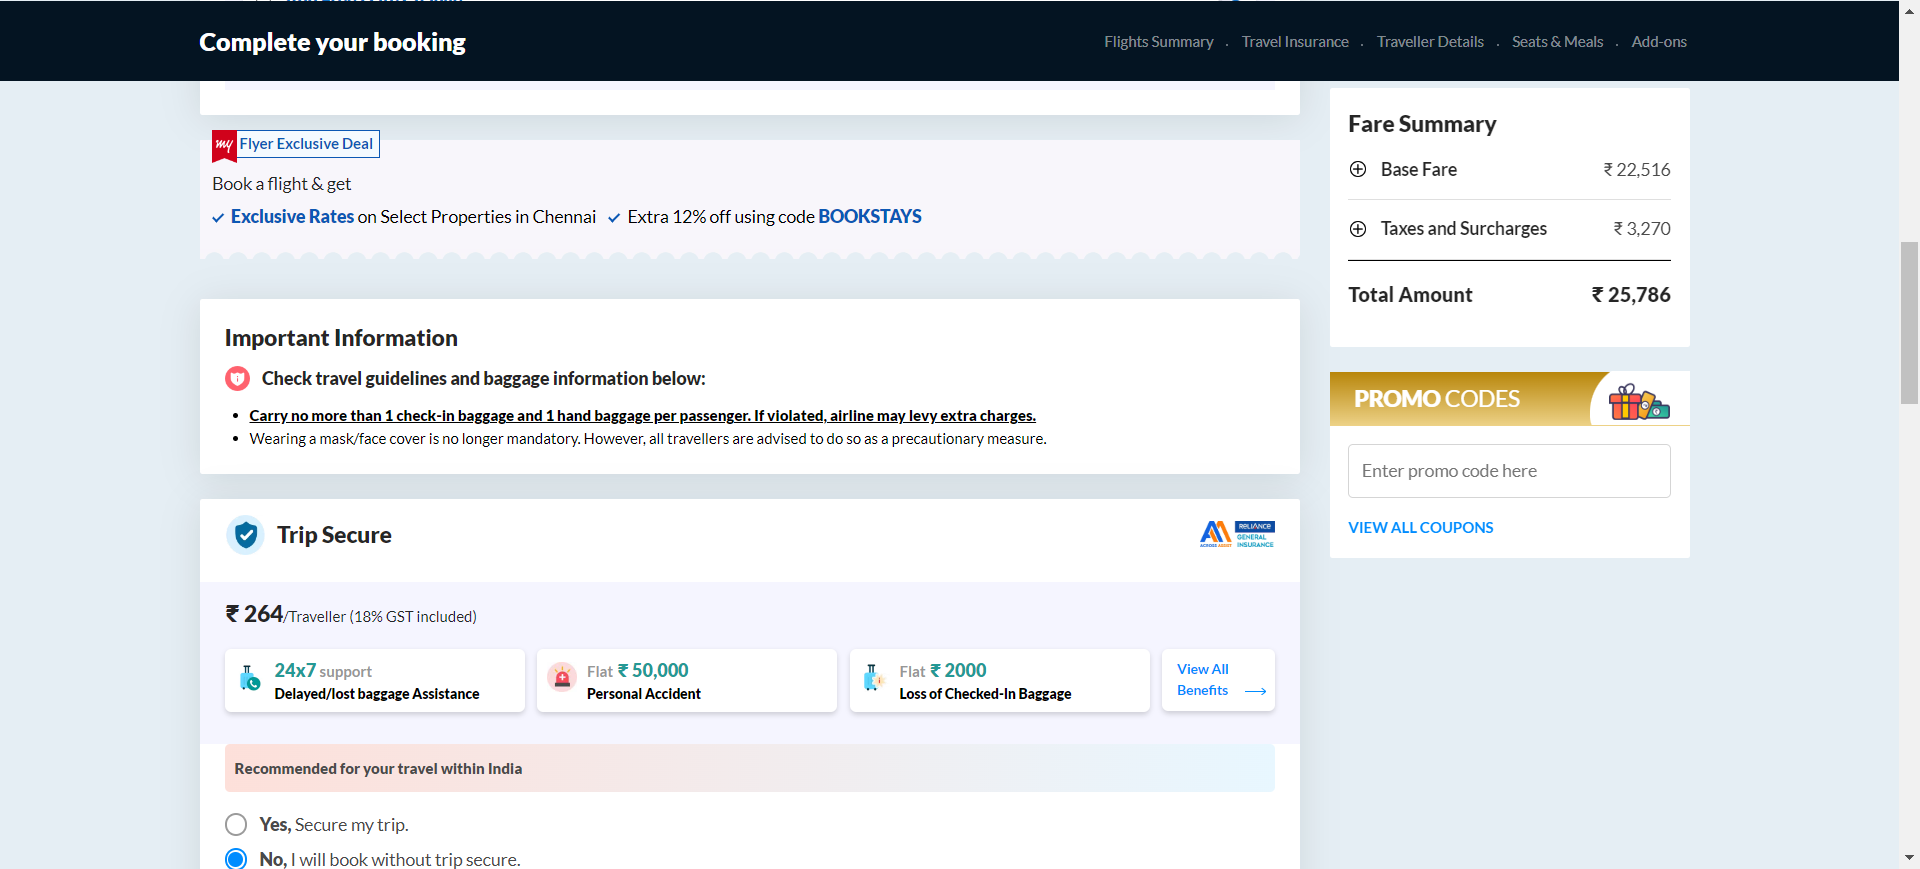 Complete your booking
Flights Summary . Travel Insurance . Traveller Details . Seats & Meals . Add-ons
my Flyer Exclusive Deal
Book a flight & get
Exclusive Rates on Select Properties in Chennai Extra 12% off using code BOOKSTAYS
Important Information
Check travel guidelines and baggage information below:
• Carry no more than 1 check-in baggage and 1 hand baggage per passenger. If violated, airline may levy extra charges.
• Wearing a mask/face cover is no longer mandatory. However, all travellers are advised to do so as a precautionary measure.
Trip Secure
ACROSS ASSIST
RELIANCE
GENERAL
INSURANCE
₹ 264/Traveller (18% GST included)
24x7 support
Delayed/lost baggage Assistance
Flat ₹ 50,000
Personal Accident
Flat ₹ 2000
Loss of Checked-In Baggage
View All
Benefits
Recommended for your travel within India
Yes, Secure my trip.
No, I will book without trip secure.
Fare Summary
Base Fare ₹ 22,516
Taxes and Surcharges ₹ 3,270
Total Amount ₹ 25,786
PROMO CODES
Enter promo code here
VIEW ALL COUPONS